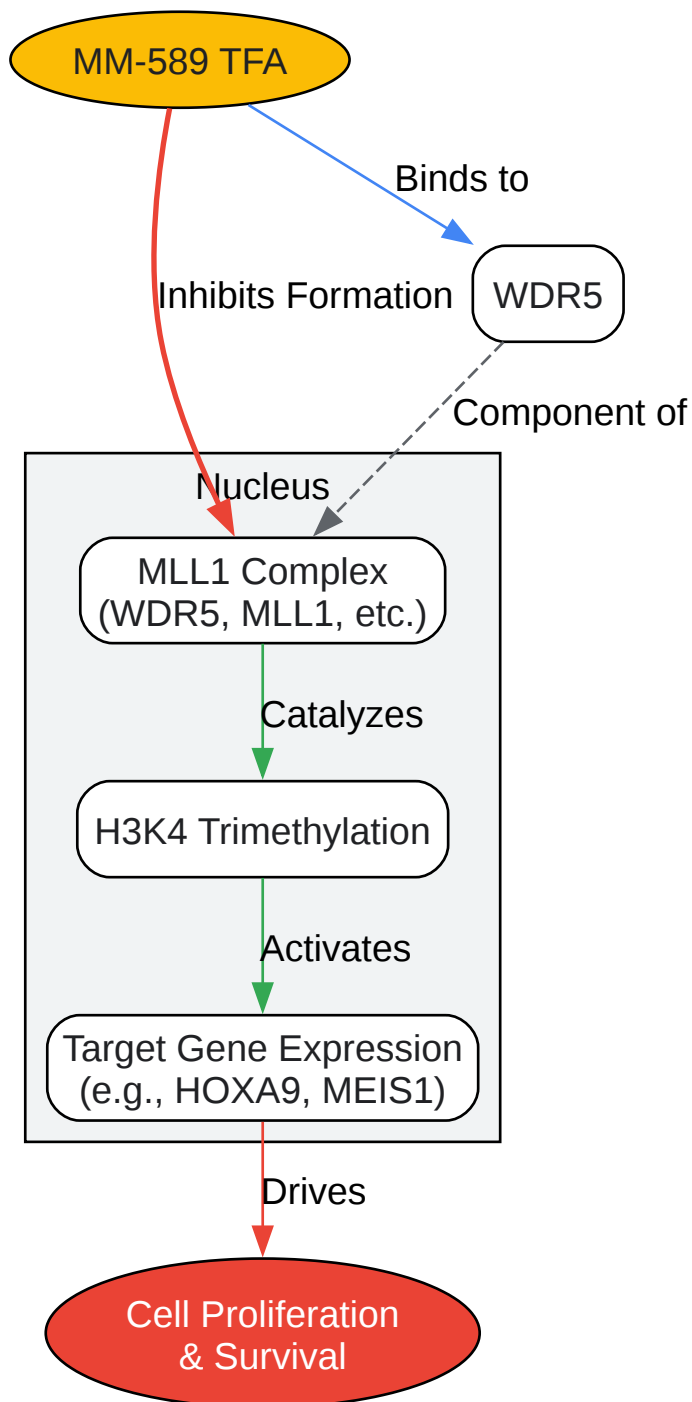 MM-589 TFA
Binds to
Inhibits Formation
WDR5
Component of
Nucleus
MLL1 Complex
(WDR5, MLL1, etc.)
Catalyzes
H3K4 Trimethylation
Activates
Target Gene Expression
(e.g., HOXA9, MEIS1)
Drives
Cell Proliferation
& Survival